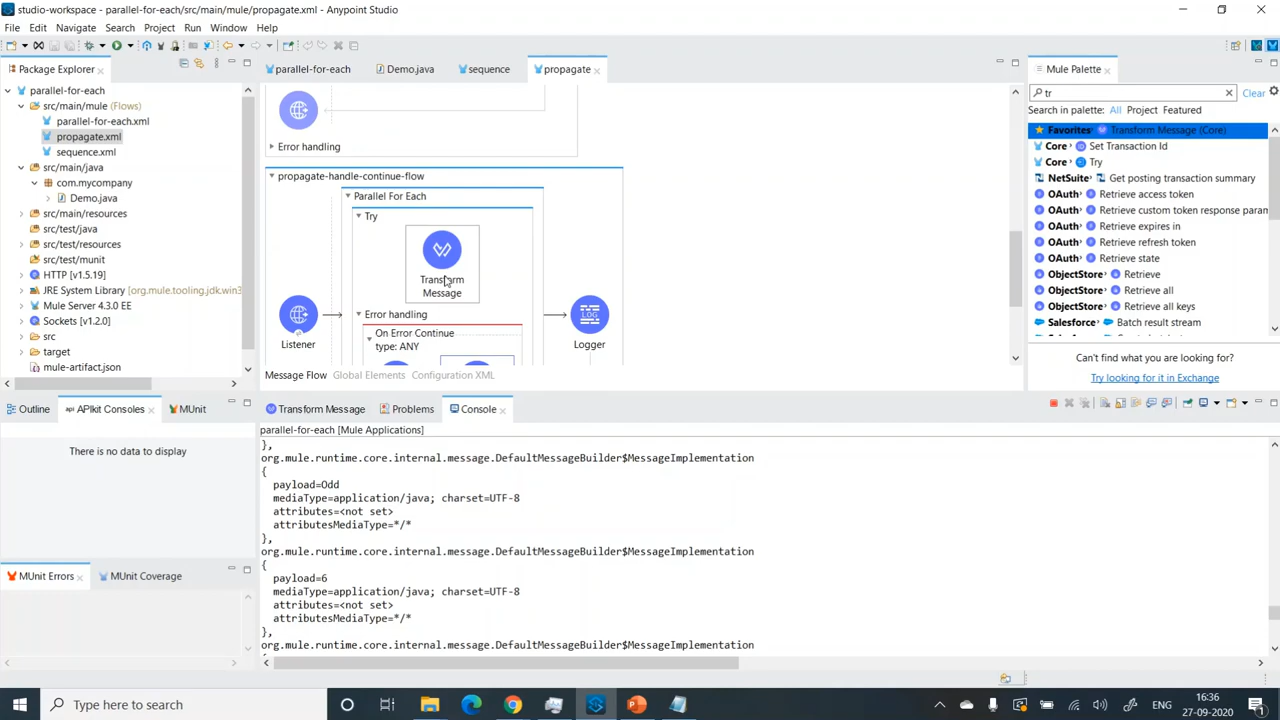 studio-workspace - parallel-for-each/src/main/mule/propagate.xml - Anypoint Studio
File Edit Navigate Search Project Run Window Help
Package Explorer
parallel-for-each
src/main/mule (Flows)
parallel-for-each.xml
propagate.xml
sequence.xml
src/main/java
com.mycompany
Demo.java
src/main/resources
src/test/java
src/test/resources
src/test/munit
HTTP [v1.5.19]
JRE System Library [org.mule.tooling.jdk.win3
Mule Server 4.3.0 EE
Sockets [v1.2.0]
src
target
mule-artifact.json
parallel-for-each Demo.java sequence propagate
Error handling
propagate-handle-continue-flow
Parallel For Each
Try
Transform
Message
Error handling
On Error Continue
type: ANY
Listener
Logger
Message Flow Global Elements Configuration XML
Mule Palette
tr
Clear
Search in palette: All Project Featured
Favorites Transform Message (Core)
Core Set Transaction Id
Core Try
NetSuite Get posting transaction summary
OAuth Retrieve access token
OAuth Retrieve custom token response param
OAuth Retrieve expires in
OAuth Retrieve refresh token
OAuth Retrieve state
ObjectStore Retrieve
ObjectStore Retrieve all
ObjectStore Retrieve all keys
Salesforce Batch result stream
Can't find what you are looking for?
Try looking for it in Exchange
Outline APIkit Consoles MUnit
There is no data to display
MUnit Errors MUnit Coverage
Transform Message Problems Console
parallel-for-each [Mule Applications]
},
org.mule.runtime.core.internal.message.DefaultMessageBuilder$MessageImplementation
{
payload=Odd
mediaType=application/java; charset=UTF-8
attributes=<not set>
attributesMediaType=*/*
},
org.mule.runtime.core.internal.message.DefaultMessageBuilder$MessageImplementation
{
payload=6
mediaType=application/java; charset=UTF-8
attributes=<not set>
attributesMediaType=*/*
},
org.mule.runtime.core.internal.message.DefaultMessageBuilder$MessageImplementation
Type here to search
16:36
27-09-2020
1